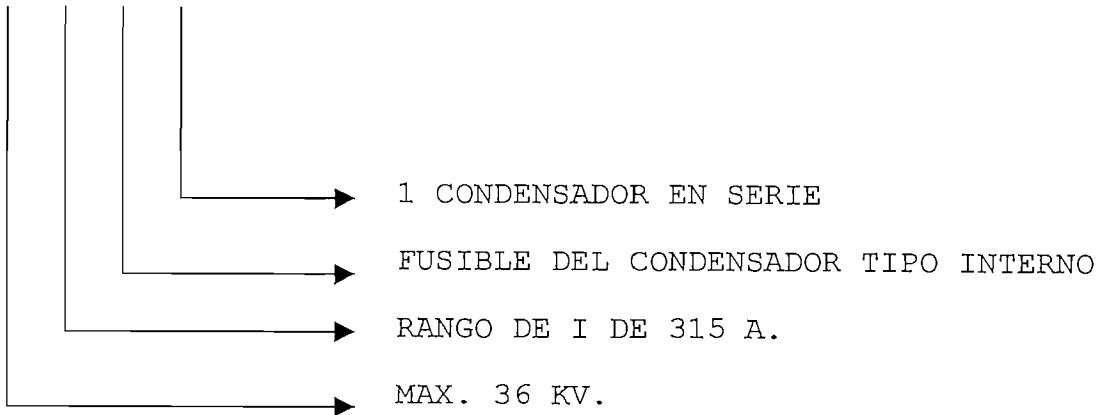 1 CONDENSADOR EN SERIE
FUSIBLE DEL CONDENSADOR TIPO INTERNO
RANGO DE I DE 315 A.
MAX. 36 KV.